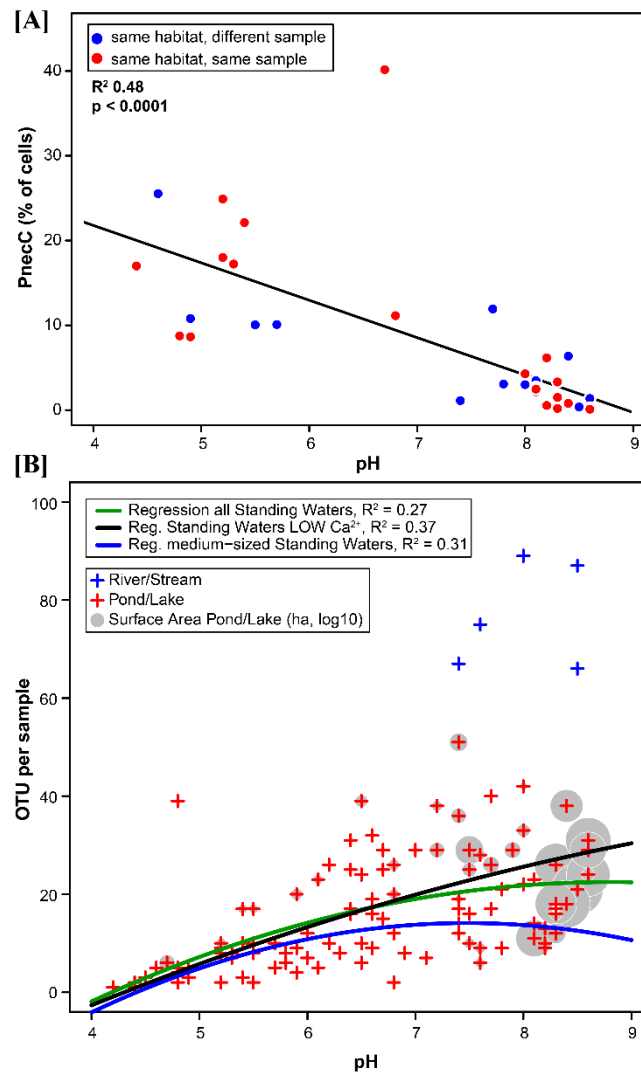 [A]
same habitat, different sample
same habitat, same sample
R² 0.48
p < 0.0001
PnecC (% of cells)
40
30
20
10
0
4 5 6 7 8 9
pH
[B]
Regression all Standing Waters, R² = 0.27
Reg. Standing Waters LOW Ca²⁺, R² = 0.37
Reg. medium−sized Standing Waters, R² = 0.31
River/Stream
Pond/Lake
Surface Area Pond/Lake (ha, log10)
OTU per sample
100
80
60
40
20
0
4 5 6 7 8 9
pH